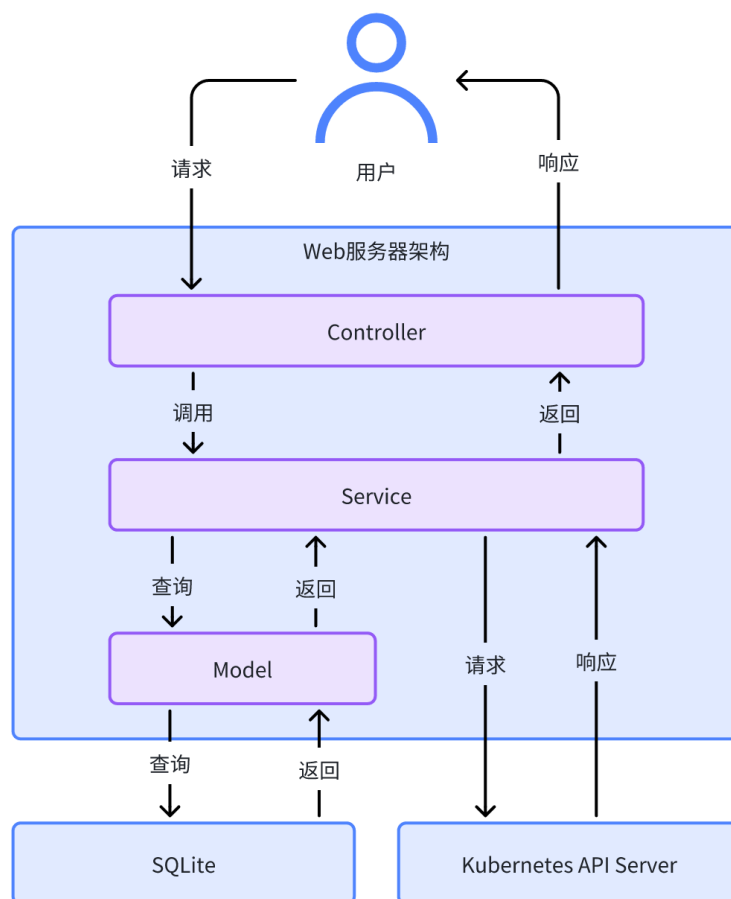 用户
请求
响应
Web服务器架构
Controller
调用
返回
Service
查询
返回
请求
响应
Model
查询
返回
SQLite
Kubernetes API Server